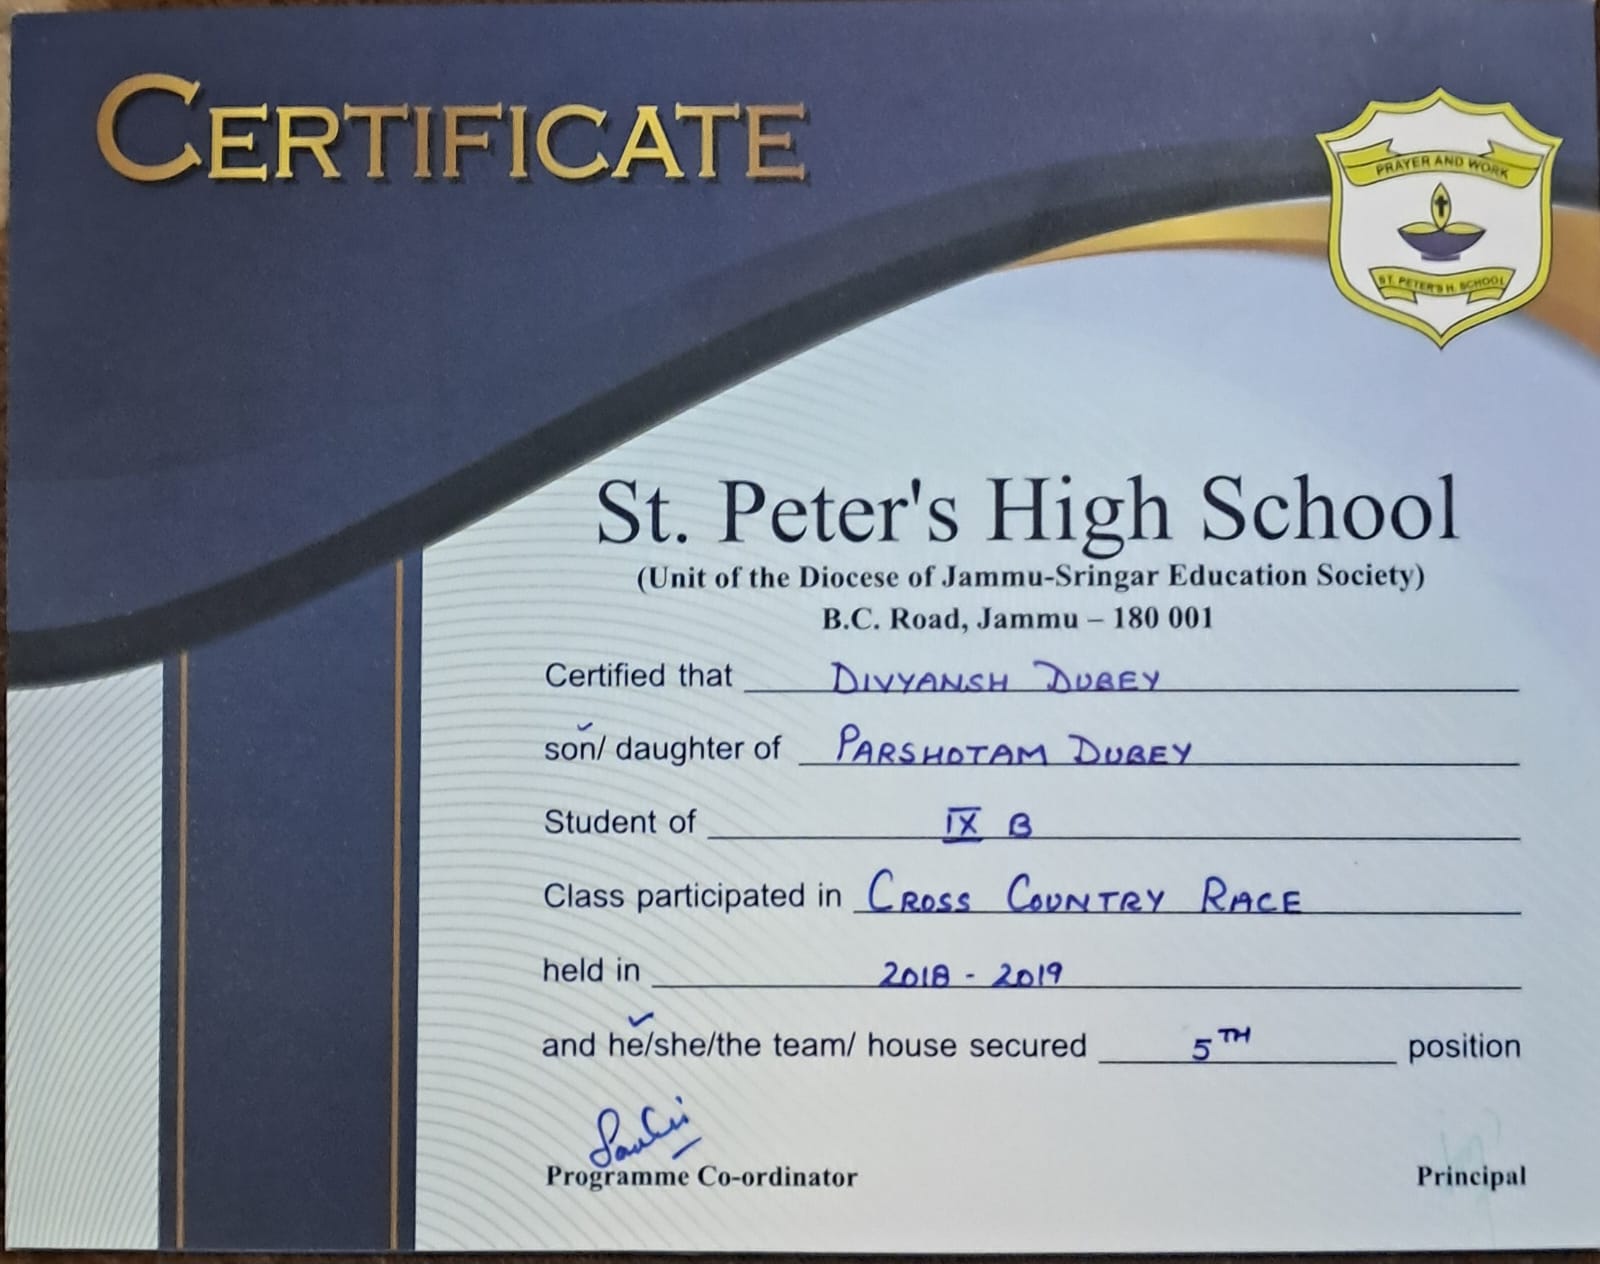 CERTIFICATE
PRAYER AND WORK
ST. PETER'S H. SCHOOL
St. Peter's High School
(Unit of the Diocese of Jammu-Sringar Education Society)
B.C. Road, Jammu – 180 001
Certified that DIVYANSH DUBEY
son/ daughter of PARSHOTAM DUBEY
Student of IX B
Class participated in CROSS COUNTRY RACE
held in 2018 - 2019
and he/she/the team/ house secured 5TH position
Programme Co-ordinator
Principal